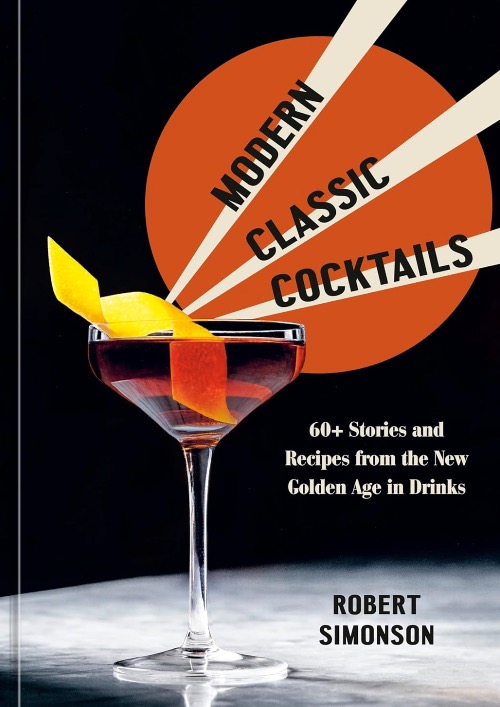 MODERN
CLASSIC
COCKTAILS
60+ Stories and
Recipes from the New
Golden Age in Drinks
ROBERT
SIMONSON